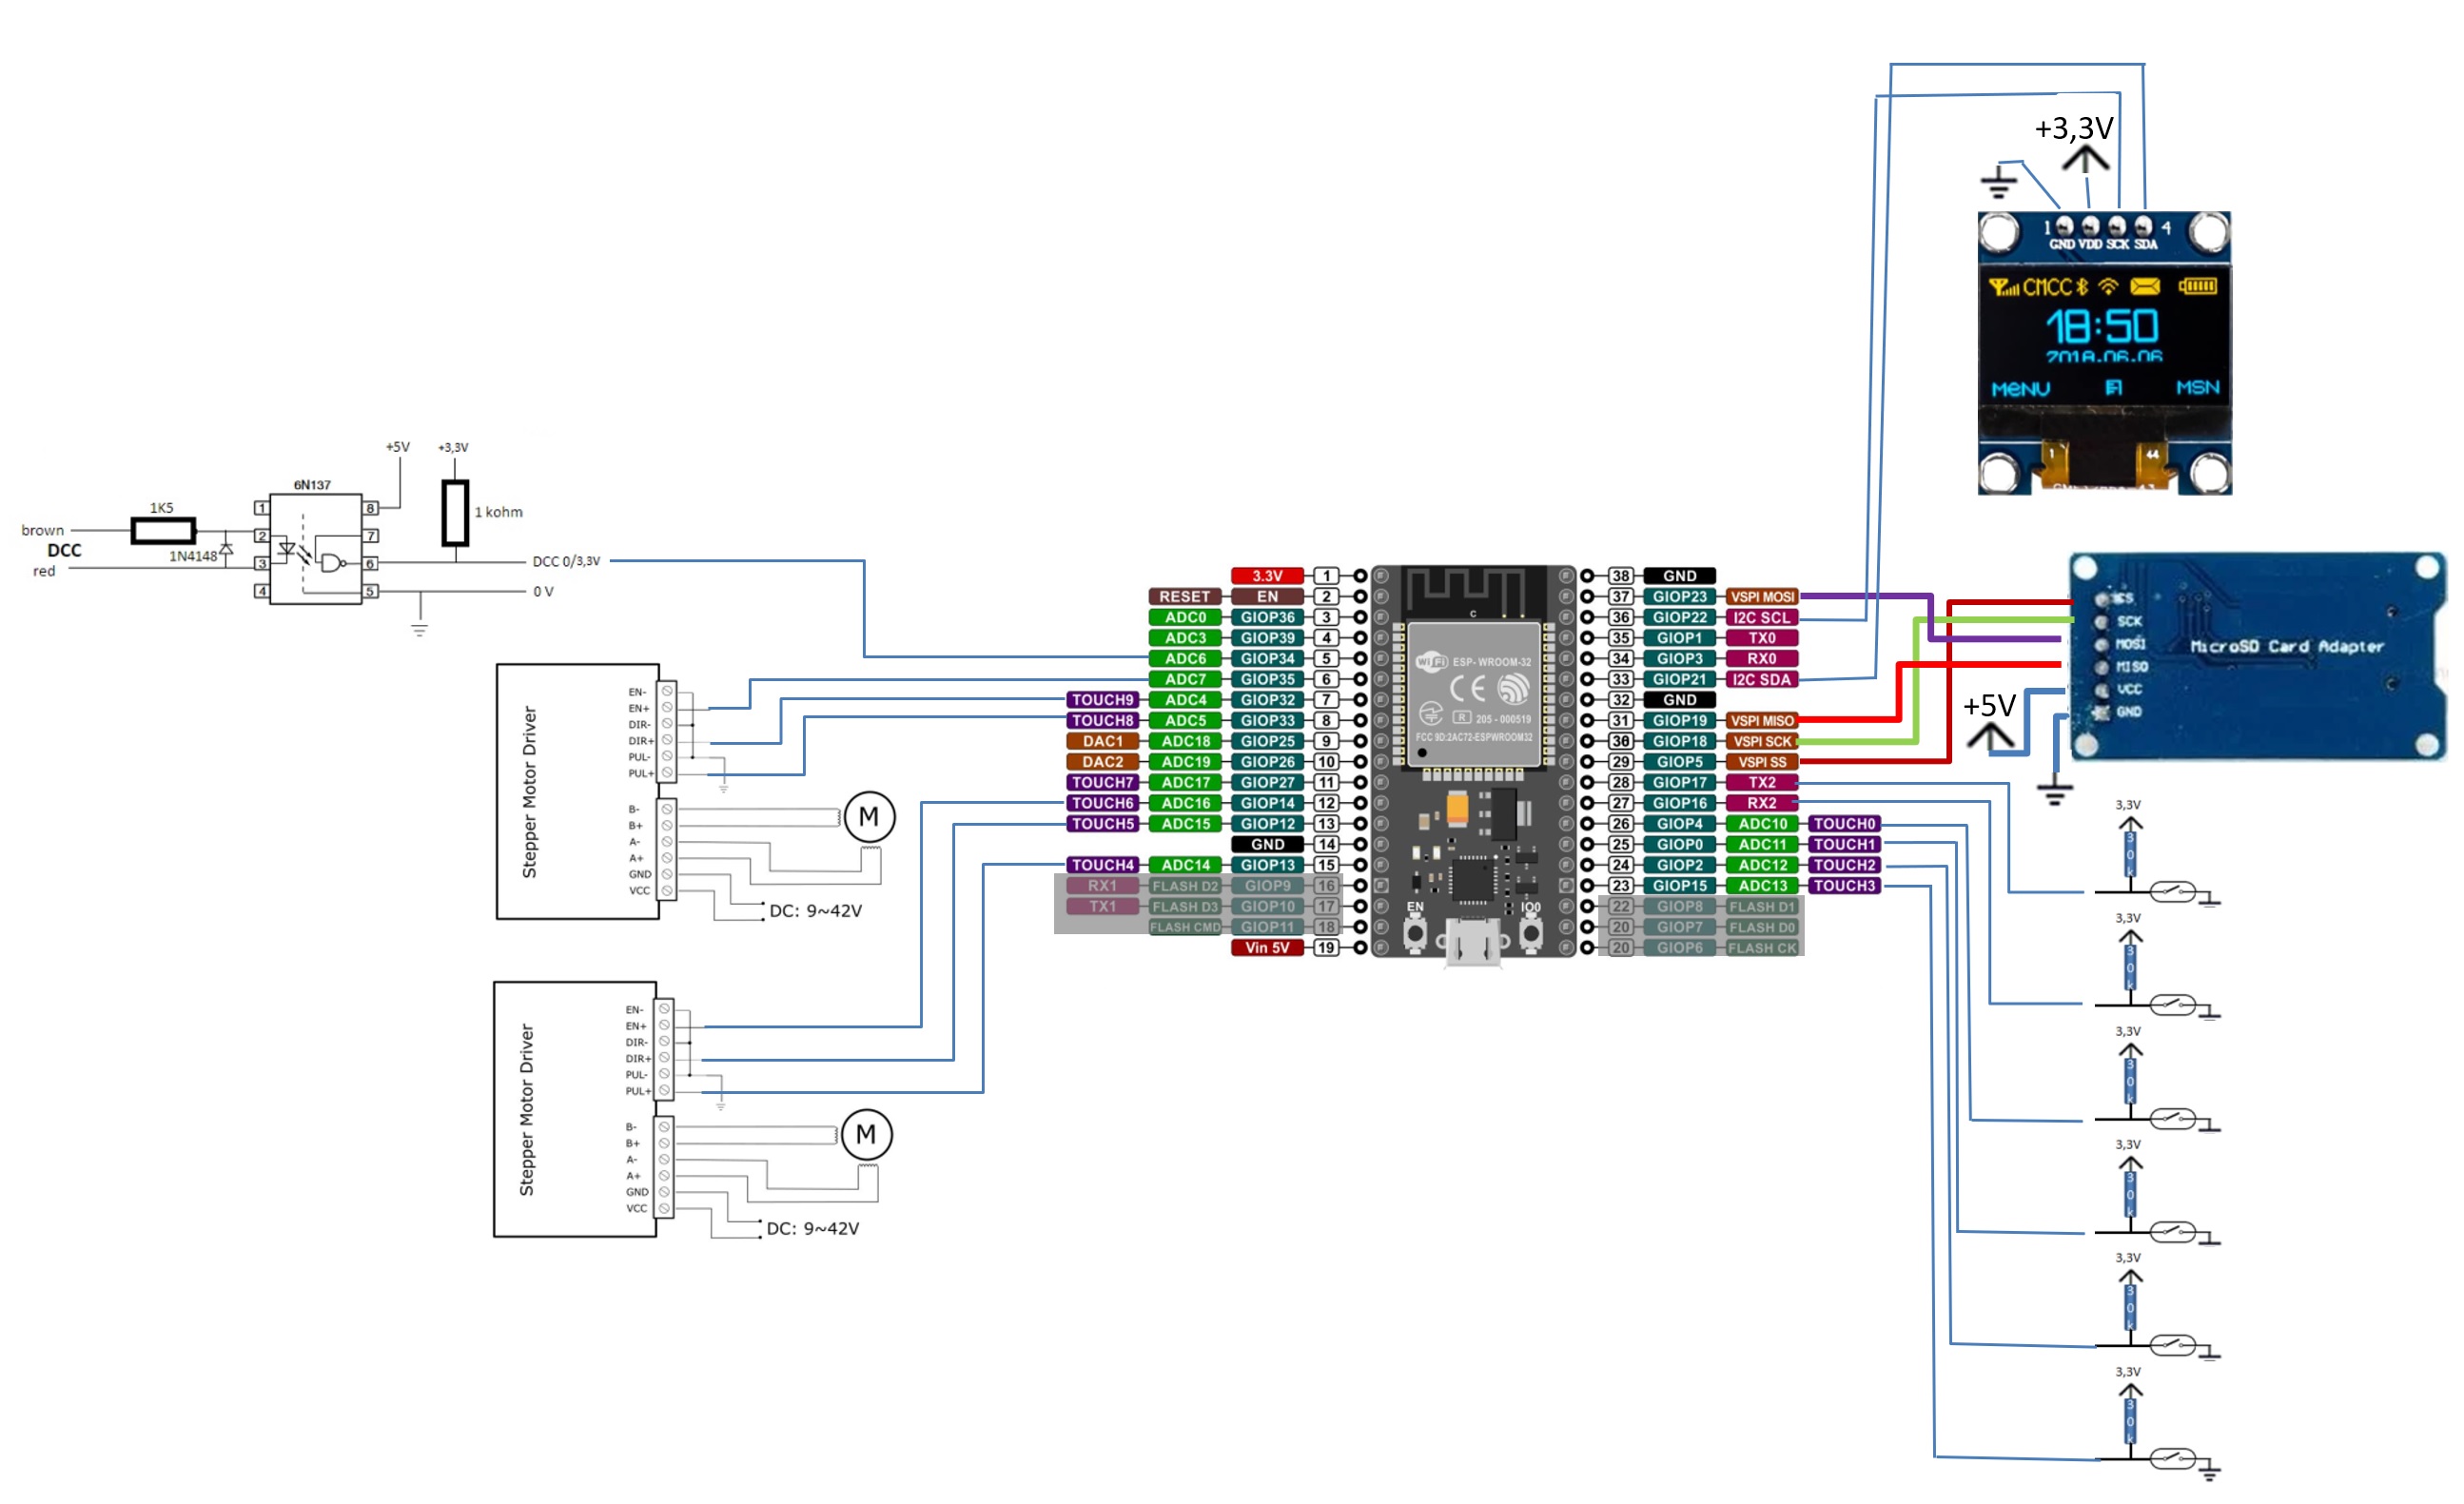 +3,3V
1 4
GND VDD SCK SDA
CMCC
18:50
2018.06.06
MENU MSN
1 44
+5V +3,3V
6N137
1K5
1 kohm
brown
DCC
red
1N4148
1 8
2 7
3 6
4 5
DCC 0/3,3V
0 V
Stepper Motor Driver
EN-
EN+
DIR-
DIR+
PUL-
PUL+
B-
B+
A-
A+
GND
VCC
M
DC: 9~42V
Stepper Motor Driver
EN-
EN+
DIR-
DIR+
PUL-
PUL+
B-
B+
A-
A+
GND
VCC
M
DC: 9~42V
3.3V 1
RESET EN 2
ADC0 GIOP36 3
ADC3 GIOP39 4
ADC6 GIOP34 5
ADC7 GIOP35 6
TOUCH9 ADC4 GIOP32 7
TOUCH8 ADC5 GIOP33 8
DAC1 ADC18 GIOP25 9
DAC2 ADC19 GIOP26 10
TOUCH7 ADC17 GIOP27 11
TOUCH6 ADC16 GIOP14 12
TOUCH5 ADC15 GIOP12 13
GND 14
TOUCH4 ADC14 GIOP13 15
RX1 FLASH D2 GIOP9 16
TX1 FLASH D3 GIOP10 17
FLASH CMD GIOP11 18
Vin 5V 19
C
WiFi ESP-WROOM-32
CE
R 205-000519
FCC 9D:2AC72-ESPWROOM32
EN IO0
38 GND
37 GIOP23 VSPI MOSI
36 GIOP22 I2C SCL
35 GIOP1 TX0
34 GIOP3 RX0
33 GIOP21 I2C SDA
32 GND
31 GIOP19 VSPI MISO
30 GIOP18 VSPI SCK
29 GIOP5 VSPI SS
28 GIOP17 TX2
27 GIOP16 RX2
26 GIOP4 ADC10 TOUCH0
25 GIOP0 ADC11 TOUCH1
24 GIOP2 ADC12 TOUCH2
23 GIOP15 ADC13 TOUCH3
22 GIOP8 FLASH D1
20 GIOP7 FLASH D0
20 GIOP6 FLASH CK
CS
SCK
MOSI
MISO
VCC
GND
MicroSD Card Adapter
+5V
3,3V
30k
3,3V
30k
3,3V
30k
3,3V
30k
3,3V
30k
3,3V
30k